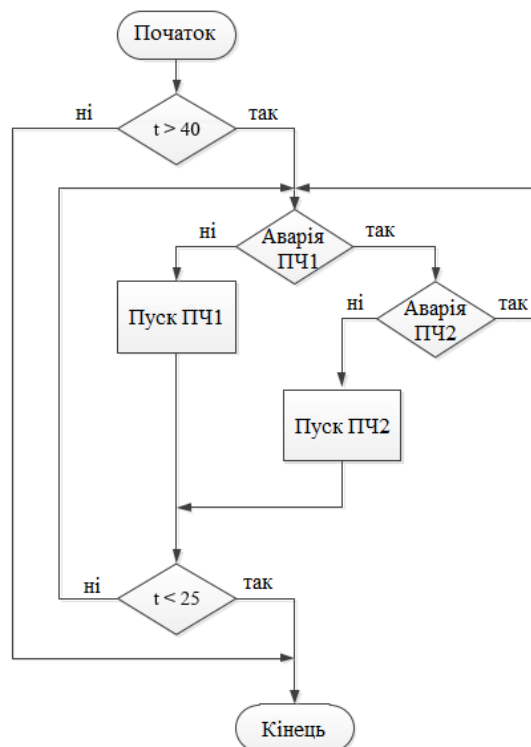 Початок
ні
так
t > 40
ні
так
Аварія
ПЧ1
ні
так
Аварія
ПЧ2
Пуск ПЧ1
Пуск ПЧ2
ні
так
t < 25
Кінець